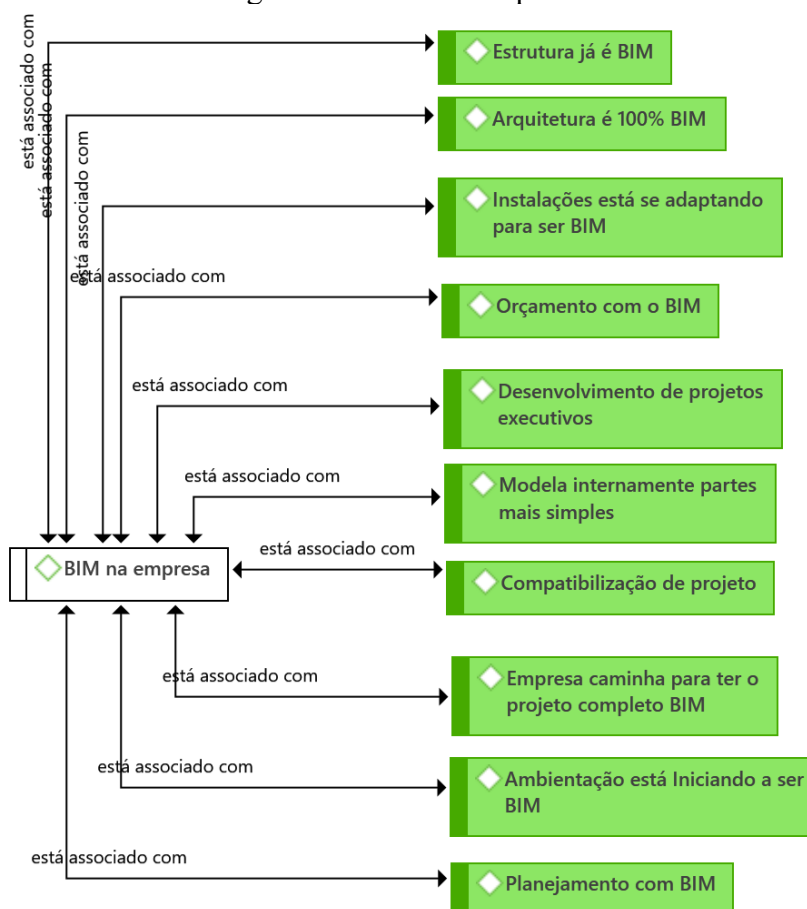 está associado com
Estrutura já é BIM
está associado com
Arquitetura é 100% BIM
está associado com
Instalações está se adaptando
para ser BIM
está associado com
Orçamento com o BIM
está associado com
Desenvolvimento de projetos
executivos
está associado com
Modela internamente partes
mais simples
BIM na empresa
está associado com
Compatibilização de projeto
está associado com
Empresa caminha para ter o
projeto completo BIM
está associado com
Ambientação está Iniciando a ser
BIM
está associado com
Planejamento com BIM